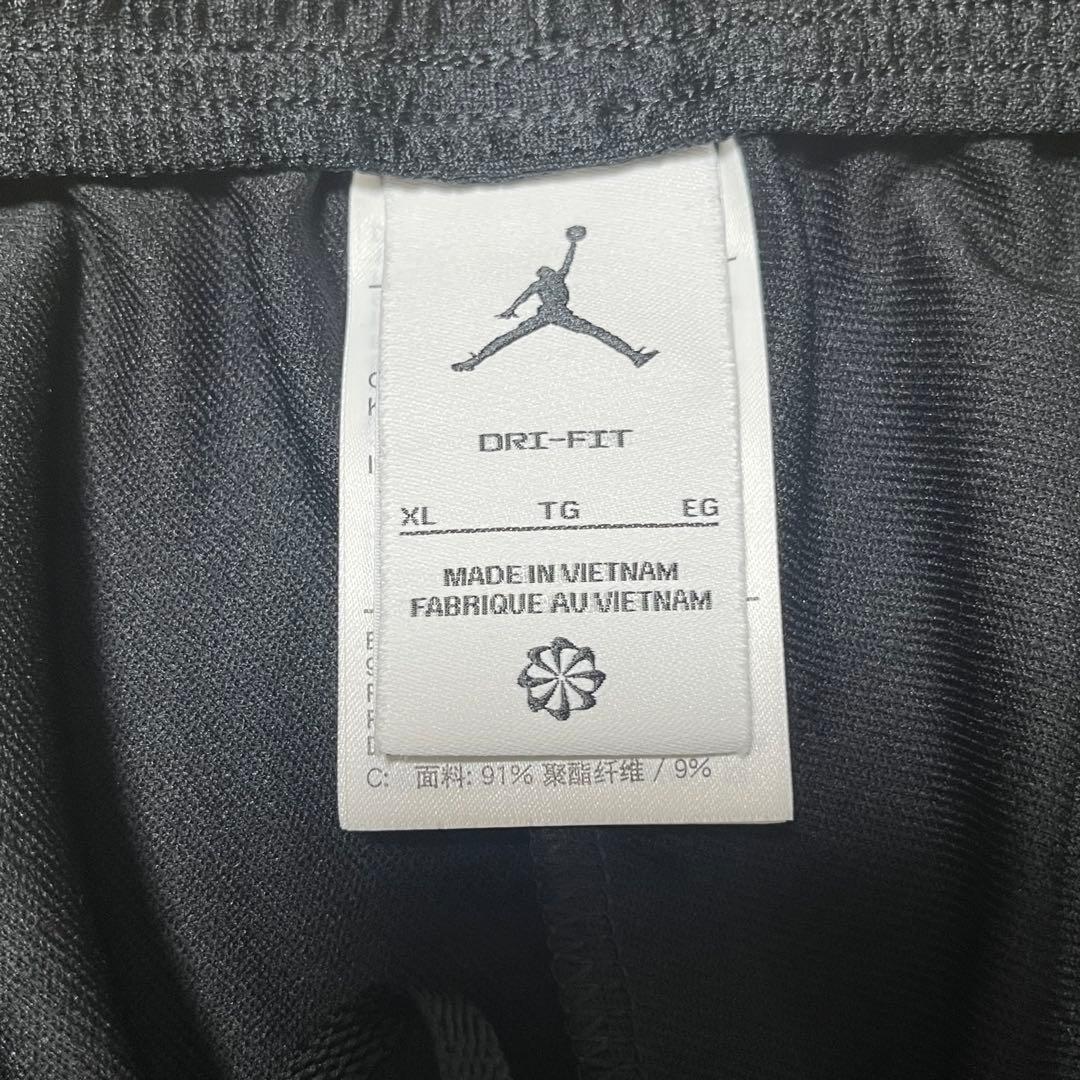 DRI-FIT
XL TG EG
MADE IN VIETNAM
FABRIQUE AU VIETNAM
C: 面料: 91% 聚酯纤维 / 9%